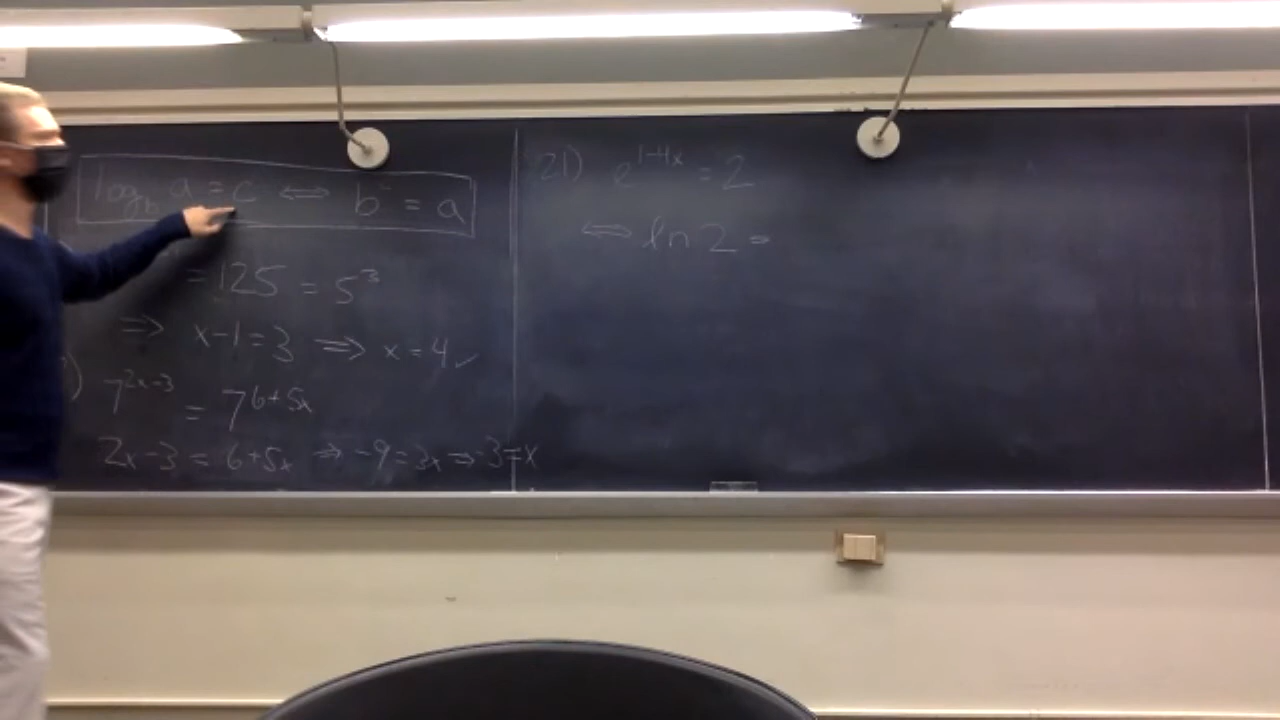 log_b a = c ⟺ b^c = a
= 125 = 5^3
⟹ x-1=3 ⟹ x=4 ✓
) 7^{2x-3} = 7^{6+5x}
2x-3 = 6+5x ⇒ -9=3x ⇒ -3=x
21) e^{1-4x} = 2
⟺ ln 2 =